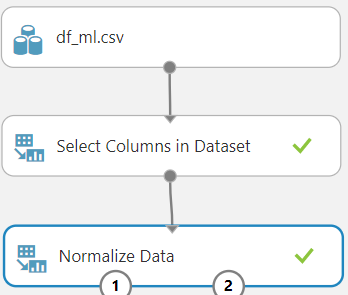 df_ml.csv
Select Columns in Dataset
Normalize Data
1 2